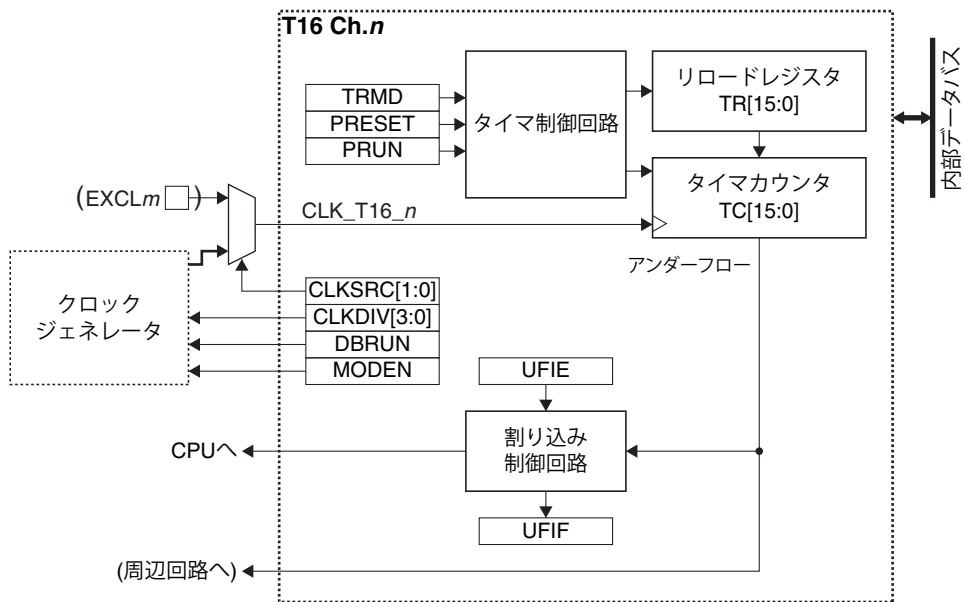 T16 Ch.n
TRMD
PRESET
PRUN
タイマ制御回路
リロードレジスタ
TR[15:0]
タイマカウンタ
TC[15:0]
内部データバス
(EXCLm )
CLK_T16_n
アンダーフロー
クロック
ジェネレータ
CLKSRC[1:0]
CLKDIV[3:0]
DBRUN
MODEN
UFIE
割り込み
制御回路
CPUへ
UFIF
(周辺回路へ)